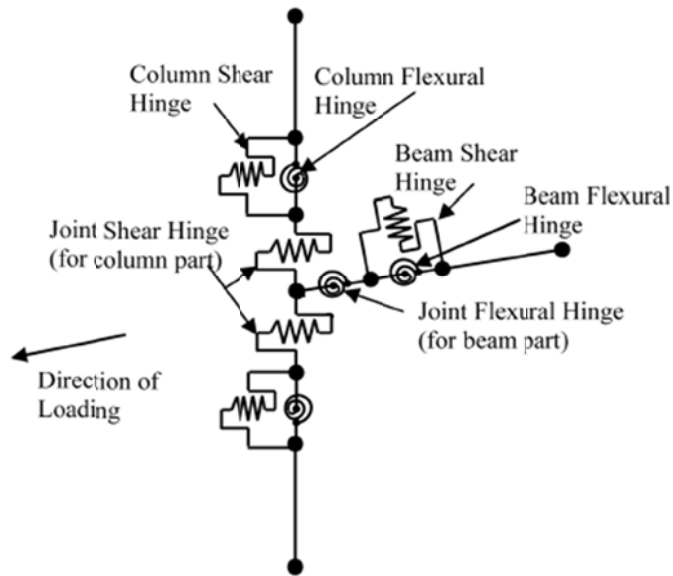 Column Shear
Hinge
Column Flexural
Hinge
Beam Shear
Hinge
Beam Flexural
Hinge
Joint Shear Hinge
(for column part)
Joint Flexural Hinge
(for beam part)
Direction of
Loading